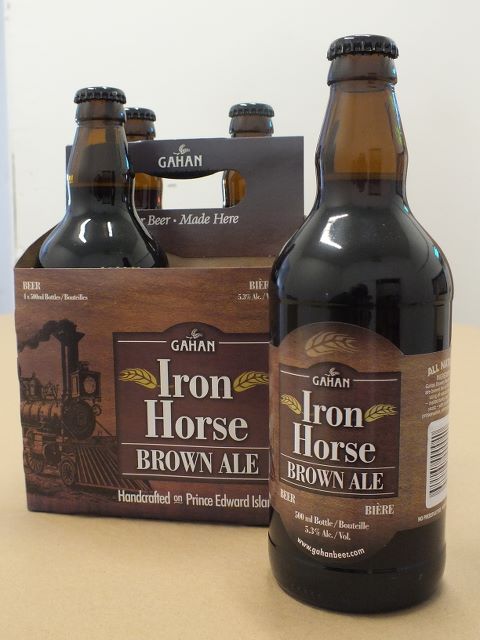 GAHAN
r Beer • Made Here
BEER
4 x 500ml Bottles/Bouteilles
BIÈR
5.3% Alc./V
GAHAN
Iron
Horse
BROWN ALE
Handcrafted on Prince Edward Islan
GAHAN
Iron
Horse
BROWN ALE
BEER
BIÈRE
500 ml Bottle/Bouteille
5.3% Alc./Vol.
www.gahanbeer.com
ALL NAT